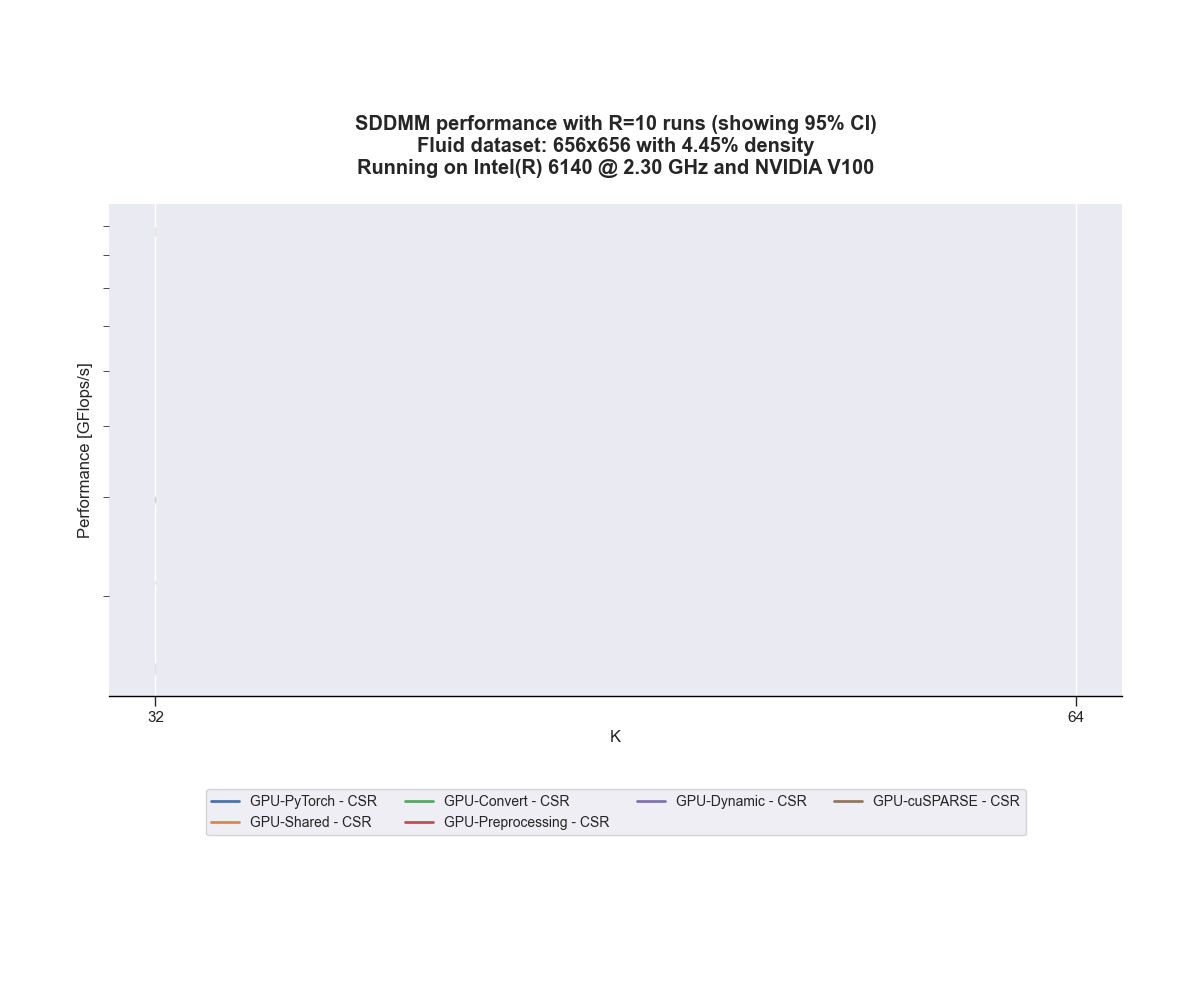 SDDMM performance with R=10 runs (showing 95% CI)
Fluid dataset: 656x656 with 4.45% density
Running on Intel(R) 6140 @ 2.30 GHz and NVIDIA V100
Performance [GFlops/s]
32
64
K
GPU-PyTorch - CSR
GPU-Shared - CSR
GPU-Convert - CSR
GPU-Preprocessing - CSR
GPU-Dynamic - CSR
GPU-cuSPARSE - CSR